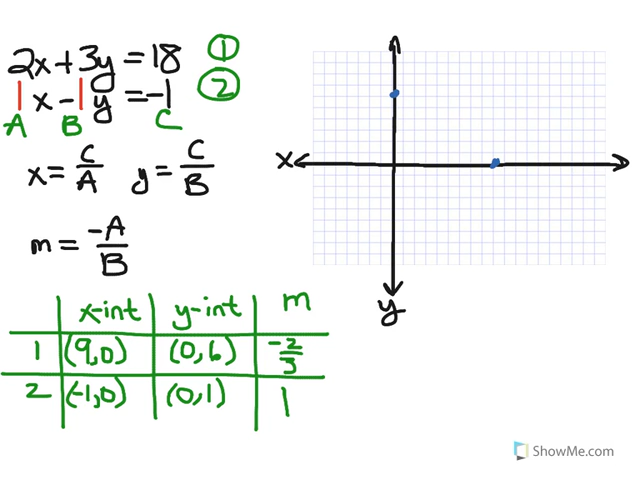 2x+3y=18 ①
1x-1y=-1 ②
A B C
x=C/A y=C/B
m=-A/B
x-int y-int m
1 (9,0) (0,6) -2/3
2 (-1,0) (0,1) 1
x
y
ShowMe.com